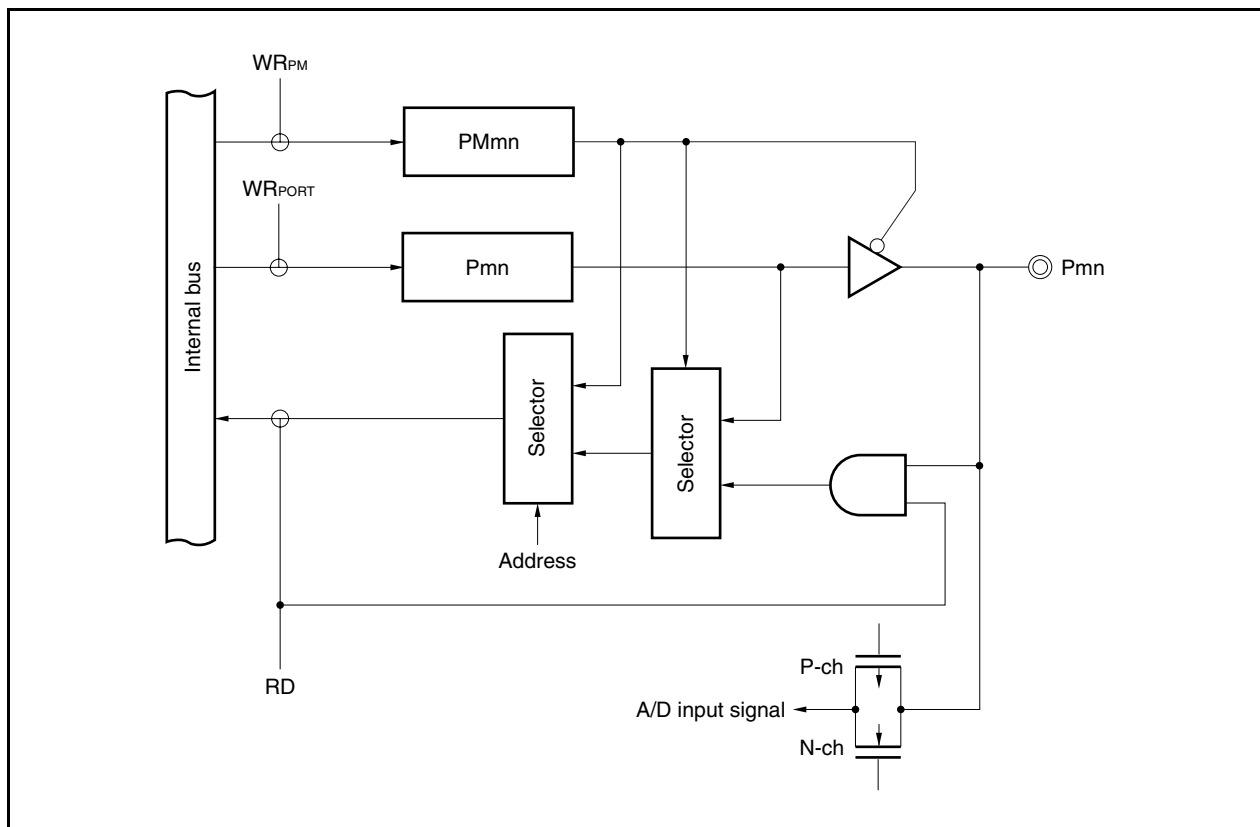 WRPM
PMmn
WRPORT
Pmn
Pmn
Internal bus
Selector
Selector
Address
RD
P-ch
A/D input signal
N-ch